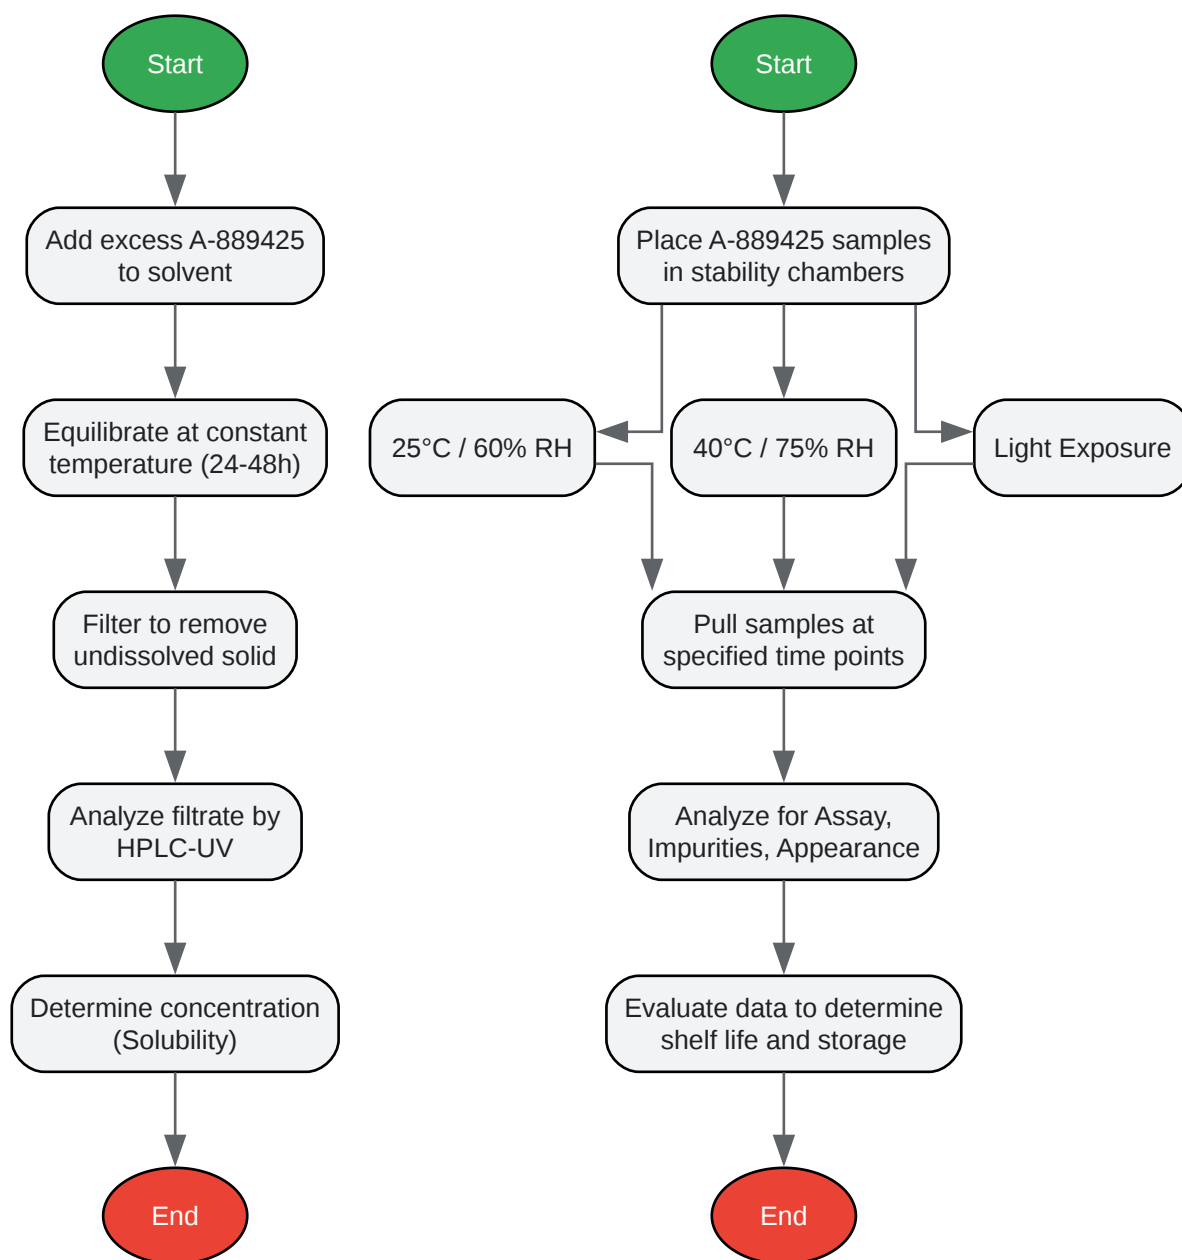 Start
Add excess A-889425
to solvent
Equilibrate at constant
temperature (24-48h)
Filter to remove
undissolved solid
Analyze filtrate by
HPLC-UV
Determine concentration
(Solubility)
End
Start
Place A-889425 samples
in stability chambers
25°C / 60% RH
40°C / 75% RH
Light Exposure
Pull samples at
specified time points
Analyze for Assay,
Impurities, Appearance
Evaluate data to determine
shelf life and storage
End